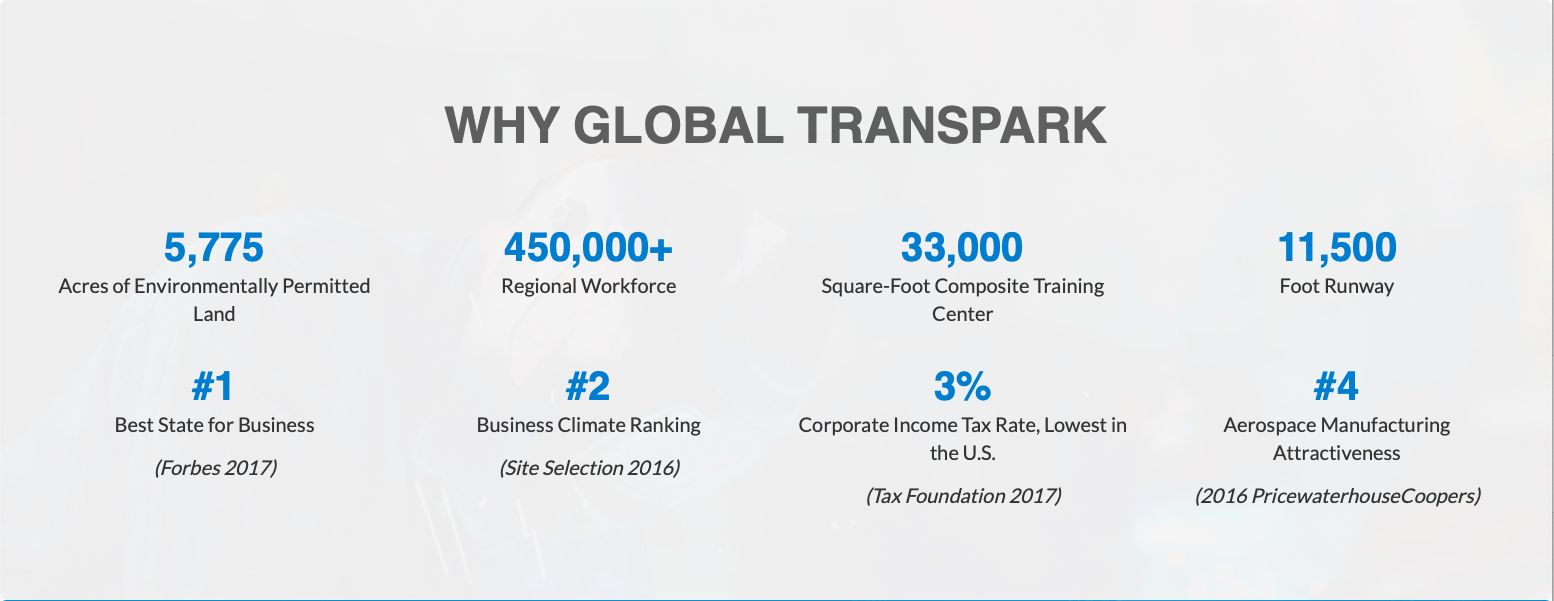 WHY GLOBAL TRANSPARK
5,775
Acres of Environmentally Permitted
Land
450,000+
Regional Workforce
33,000
Square-Foot Composite Training
Center
11,500
Foot Runway
#1
Best State for Business
(Forbes 2017)
#2
Business Climate Ranking
(Site Selection 2016)
3%
Corporate Income Tax Rate, Lowest in
the U.S.
(Tax Foundation 2017)
#4
Aerospace Manufacturing
Attractiveness
(2016 PricewaterhouseCoopers)